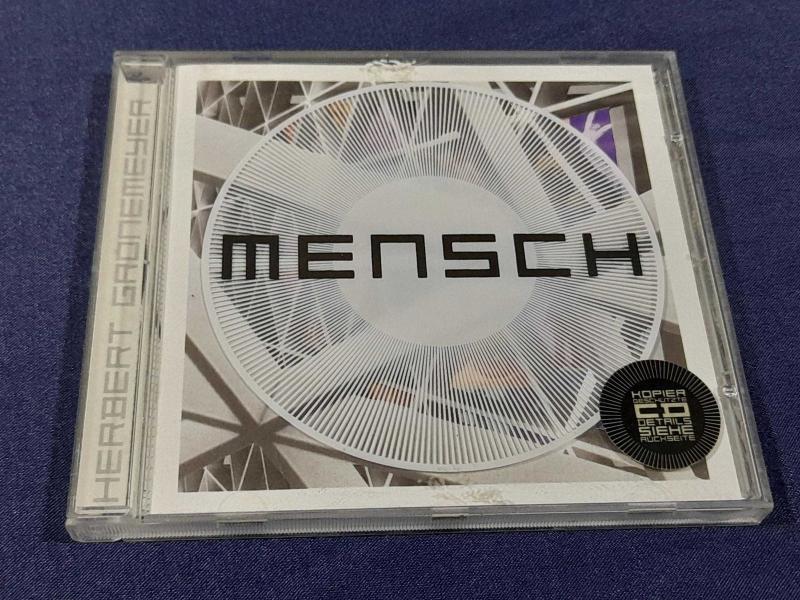 HERBERT GRÖNEMEYER
MENSCH
KOPIER
GESCHÜTZTE
CD
DETAILS
SIEHE
RÜCKSEITE